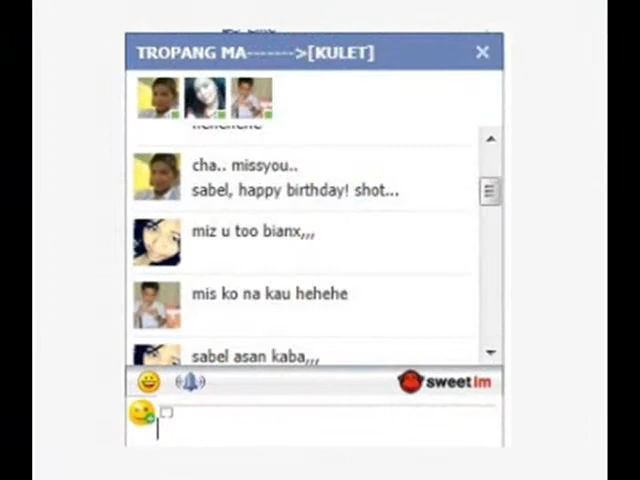 TROPANG MA------->[KULET]
hehehehe
cha.. missyou..
sabel, happy birthday! shot...
miz u too bianx,,,
mis ko na kau hehehe
sabel asan kaba,,,
sweetim